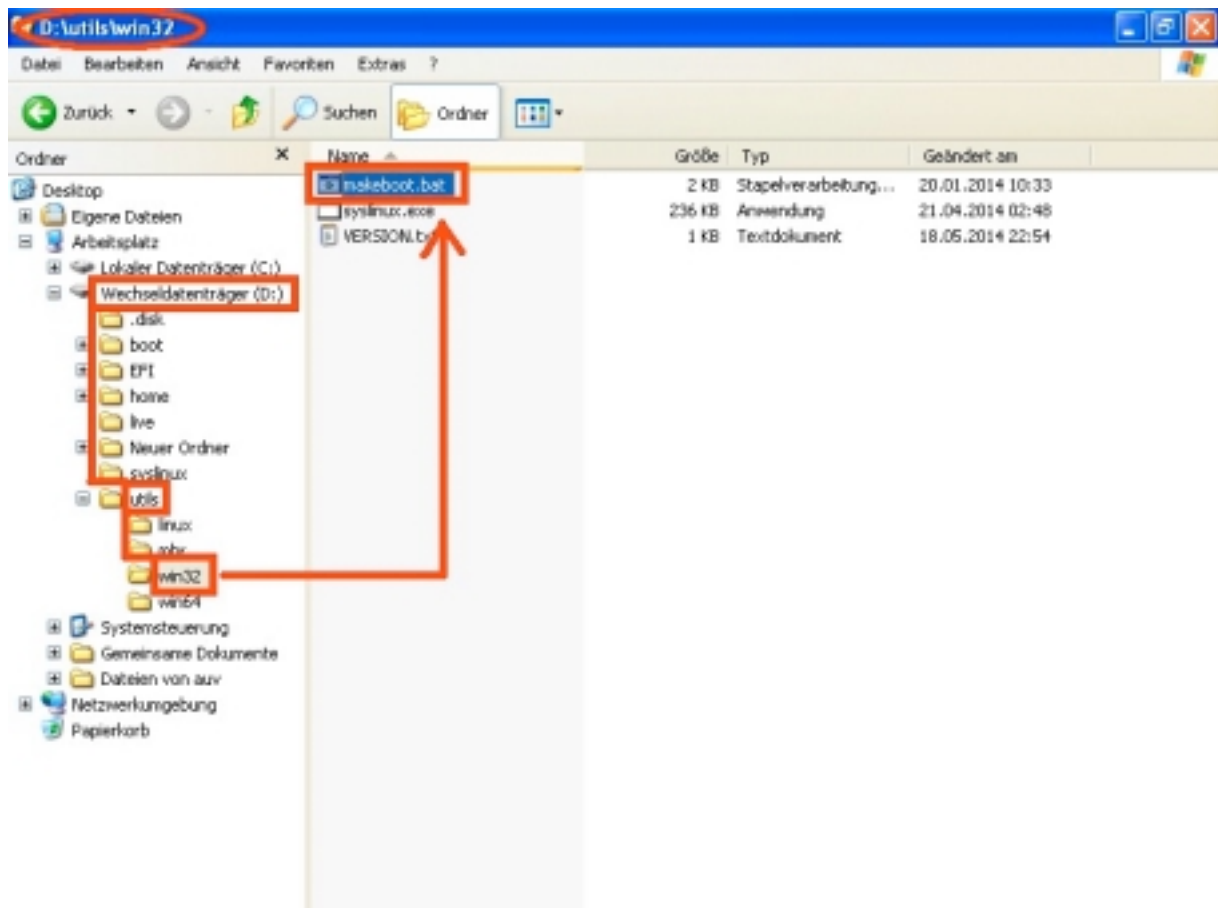 D:\utils\win32
Datei Bearbeiten Ansicht Favoriten Extras ?
Zurück Suchen Ordner
Ordner
Desktop
Eigene Dateien
Arbeitsplatz
Lokaler Datenträger (C:)
Wechseldatenträger (D:)
.disk
boot
EFI
home
live
Neuer Ordner
syslinux
utils
linux
mbr
win32
win64
Systemsteuerung
Gemeinsame Dokumente
Dateien von auv
Netzwerkumgebung
Papierkorb
Name Größe Typ Geändert am
makeboot.bat 2 KB Stapelverarbeitung... 20.01.2014 10:33
syslinux.exe 236 KB Anwendung 21.04.2014 02:48
VERSION.txt 1 KB Textdokument 18.05.2014 22:54